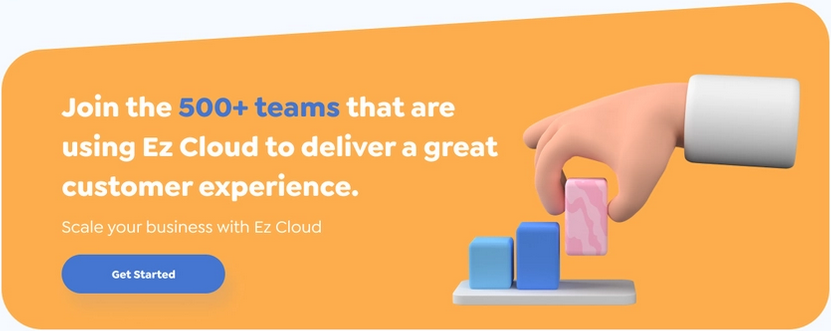 Join the 500+ teams that are
using Ez Cloud to deliver a great
customer experience.
Scale your business with Ez Cloud
Get Started